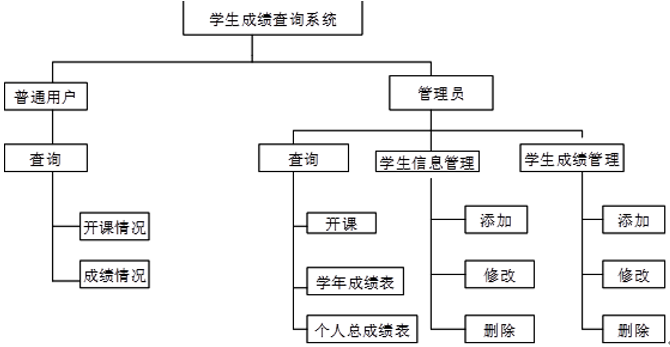 学生成绩查询系统
普通用户
管理员
查询
查询
学生信息管理
学生成绩管理
开课情况
开课
添加
添加
成绩情况
学年成绩表
修改
修改
个人总成绩表
删除
删除